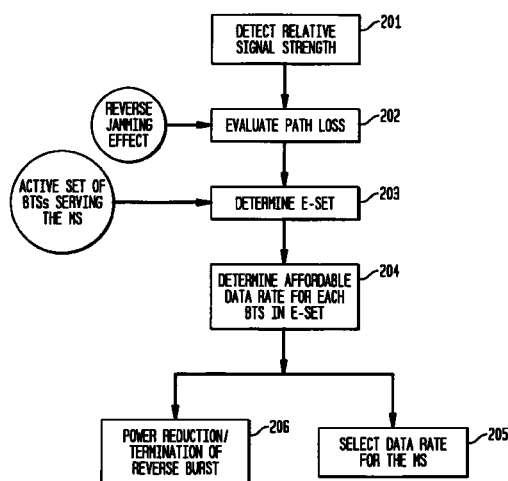 DETECT RELATIVE
SIGNAL STRENGTH
201
REVERSE
JAMMING
EFFECT
EVALUATE PATH LOSS
202
ACTIVE SET OF
BTSs SERVING
THE MS
DETERMINE E-SET
203
204
DETERMINE AFFORDABLE
DATA RATE FOR EACH
BTS IN E-SET
POWER REDUCTION/
TERMINATION OF
REVERSE BURST
206
SELECT DATA RATE
FOR THE MS
205